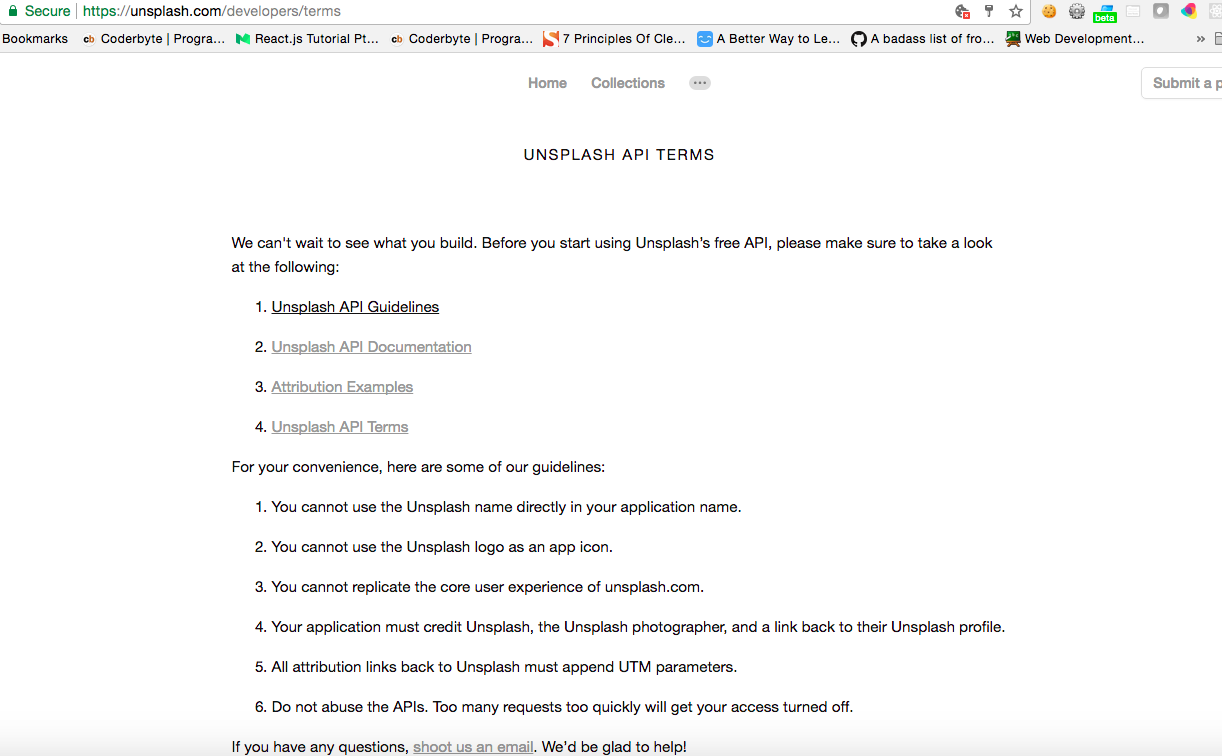 Secure https://unsplash.com/developers/terms
beta
Bookmarks cb Coderbyte | Progra... React.js Tutorial Pt... cb Coderbyte | Progra... 7 Principles Of Cle... A Better Way to Le... A badass list of fro... Web Development... »
Home Collections ••• Submit a p
UNSPLASH API TERMS
We can't wait to see what you build. Before you start using Unsplash's free API, please make sure to take a look
at the following:
1. Unsplash API Guidelines
2. Unsplash API Documentation
3. Attribution Examples
4. Unsplash API Terms
For your convenience, here are some of our guidelines:
1. You cannot use the Unsplash name directly in your application name.
2. You cannot use the Unsplash logo as an app icon.
3. You cannot replicate the core user experience of unsplash.com.
4. Your application must credit Unsplash, the Unsplash photographer, and a link back to their Unsplash profile.
5. All attribution links back to Unsplash must append UTM parameters.
6. Do not abuse the APIs. Too many requests too quickly will get your access turned off.
If you have any questions, shoot us an email. We'd be glad to help!